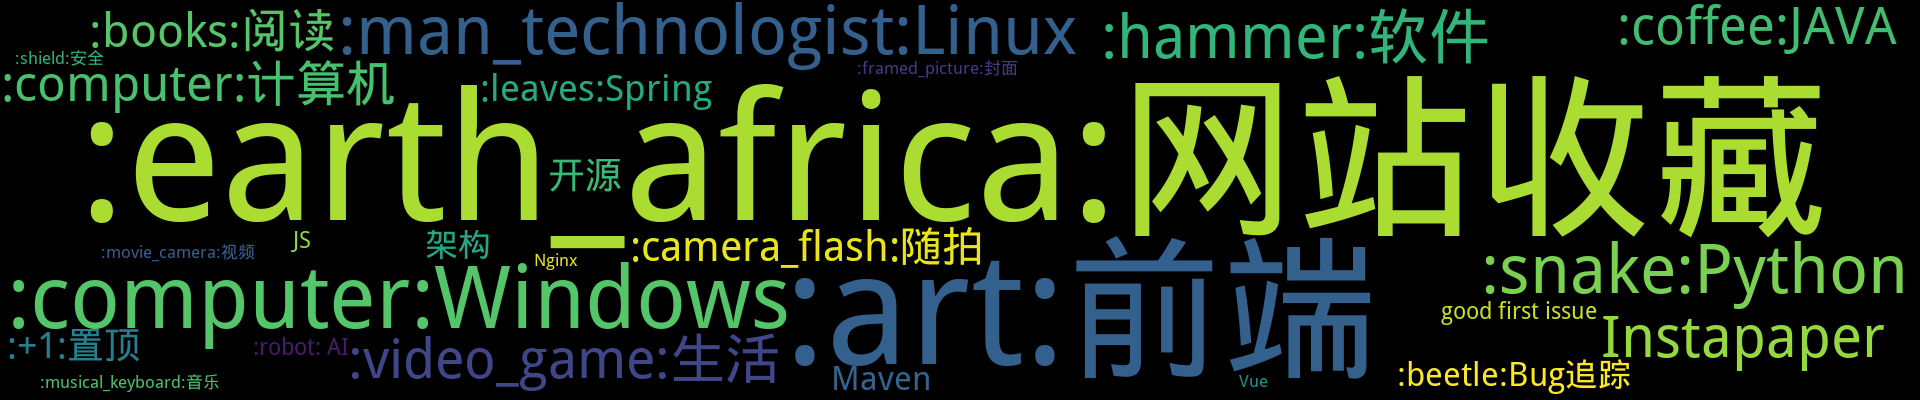 :books:阅读
:man_technologist:Linux
:hammer:软件
:coffee:JAVA
:shield:安全
:computer:计算机
:leaves:Spring
:framed_picture:封面
:earth_africa:网站收藏
开源
:movie_camera:视频
JS
架构
Nginx
:camera_flash:随拍
:computer:Windows
:art:前端
:snake:Python
good first issue
:+1:置顶
:robot: AI
:video_game:生活
Instapaper
:musical_keyboard:音乐
Maven
Vue
:beetle:Bug追踪